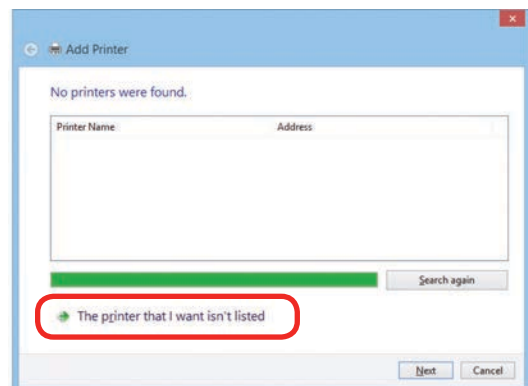 Add Printer
No printers were found.
Printer Name Address
Search again
The printer that I want isn't listed
Next Cancel